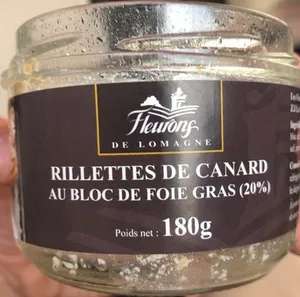 Fleurons
DE LOMAGNE
RILLETTES DE CANARD
AU BLOC DE FOIE GRAS (20%)
Poids net : 180g